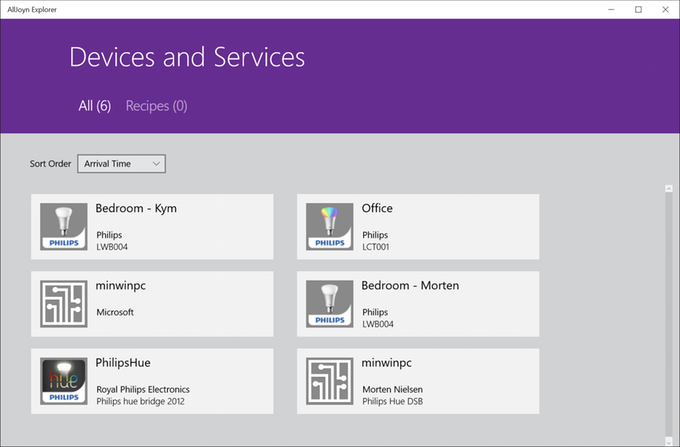 AllJoyn Explorer
Devices and Services
All (6) Recipes (0)
Sort Order Arrival Time
PHILIPS
Bedroom - Kym
Philips
LWB004
PHILIPS
Office
Philips
LCT001
minwinpc
Microsoft
PHILIPS
Bedroom - Morten
Philips
LWB004
hue
PHILIPS
PhilipsHue
Royal Philips Electronics
Philips hue bridge 2012
minwinpc
Morten Nielsen
Philips Hue DSB